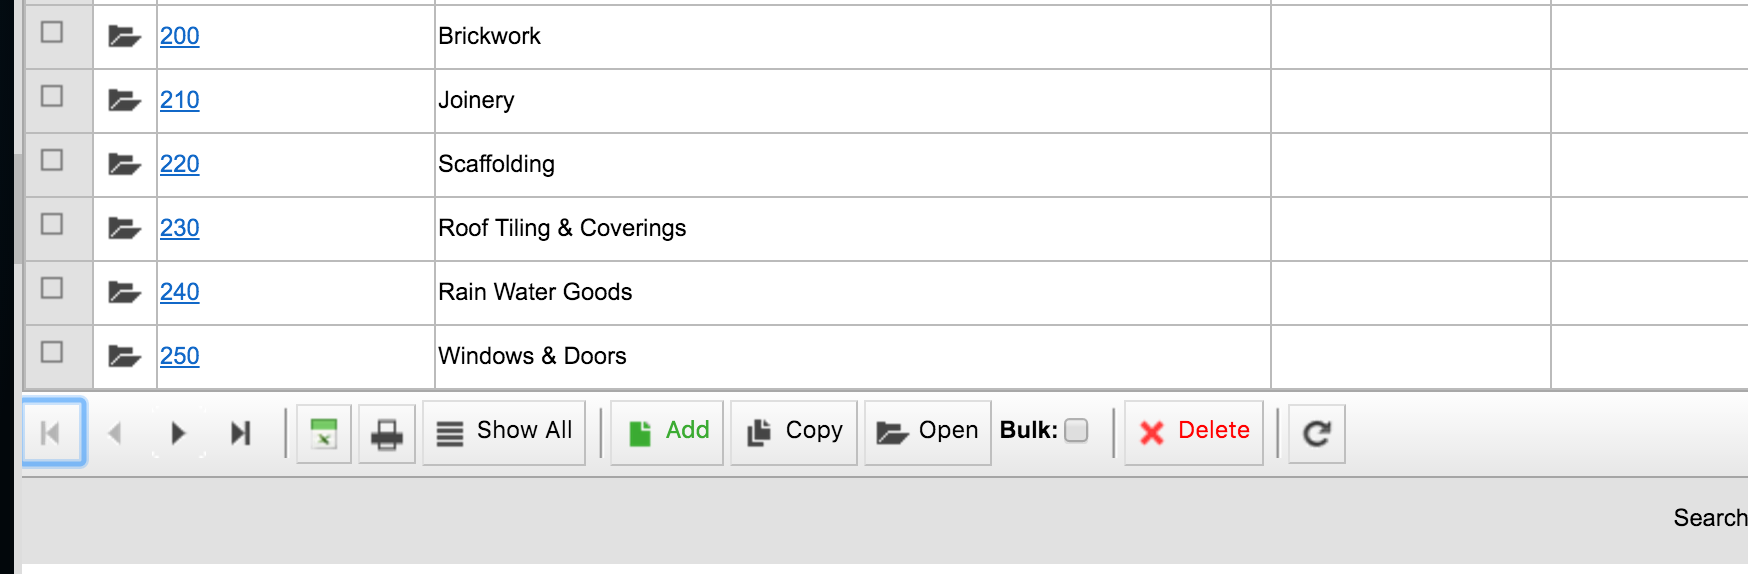 200 Brickwork
210 Joinery
220 Scaffolding
230 Roof Tiling & Coverings
240 Rain Water Goods
250 Windows & Doors
Show All Add Copy Open Bulk: Delete
Search